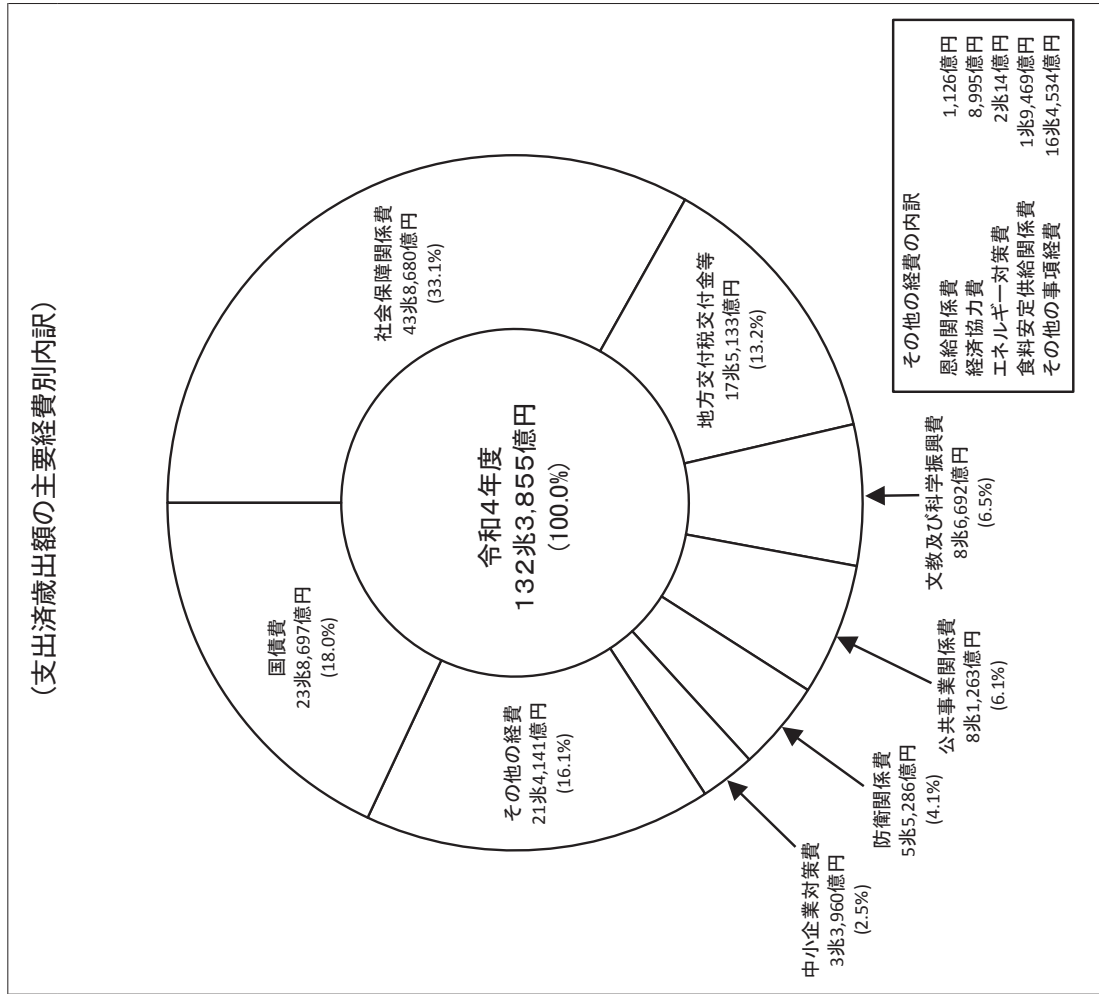 （支出済歳出額の主要経費別内訳）
令和4年度
132兆3,855億円
(100.0%)
社会保障関係費
43兆8,680億円
(33.1%)
地方交付税交付金等
17兆5,133億円
(13.2%)
文教及び科学振興費
8兆6,692億円
(6.5%)
公共事業関係費
8兆1,263億円
(6.1%)
防衛関係費
5兆5,286億円
(4.1%)
中小企業対策費
3兆3,960億円
(2.5%)
その他の経費
21兆4,141億円
(16.1%)
国債費
23兆8,697億円
(18.0%)
その他の経費の内訳
恩給関係費 1,126億円
経済協力費 8,995億円
エネルギー対策費 2兆14億円
食料安定供給関係費 1兆9,469億円
その他の事項経費 16兆4,534億円